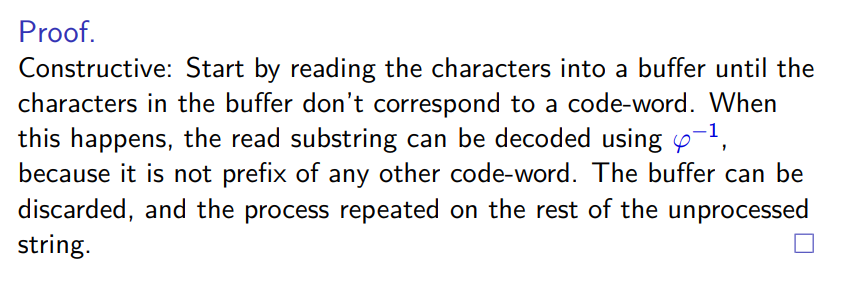 Proof.
Constructive: Start by reading the characters into a buffer until the
characters in the buffer don't correspond to a code-word. When
this happens, the read substring can be decoded using φ⁻¹,
because it is not prefix of any other code-word. The buffer can be
discarded, and the process repeated on the rest of the unprocessed
string. □